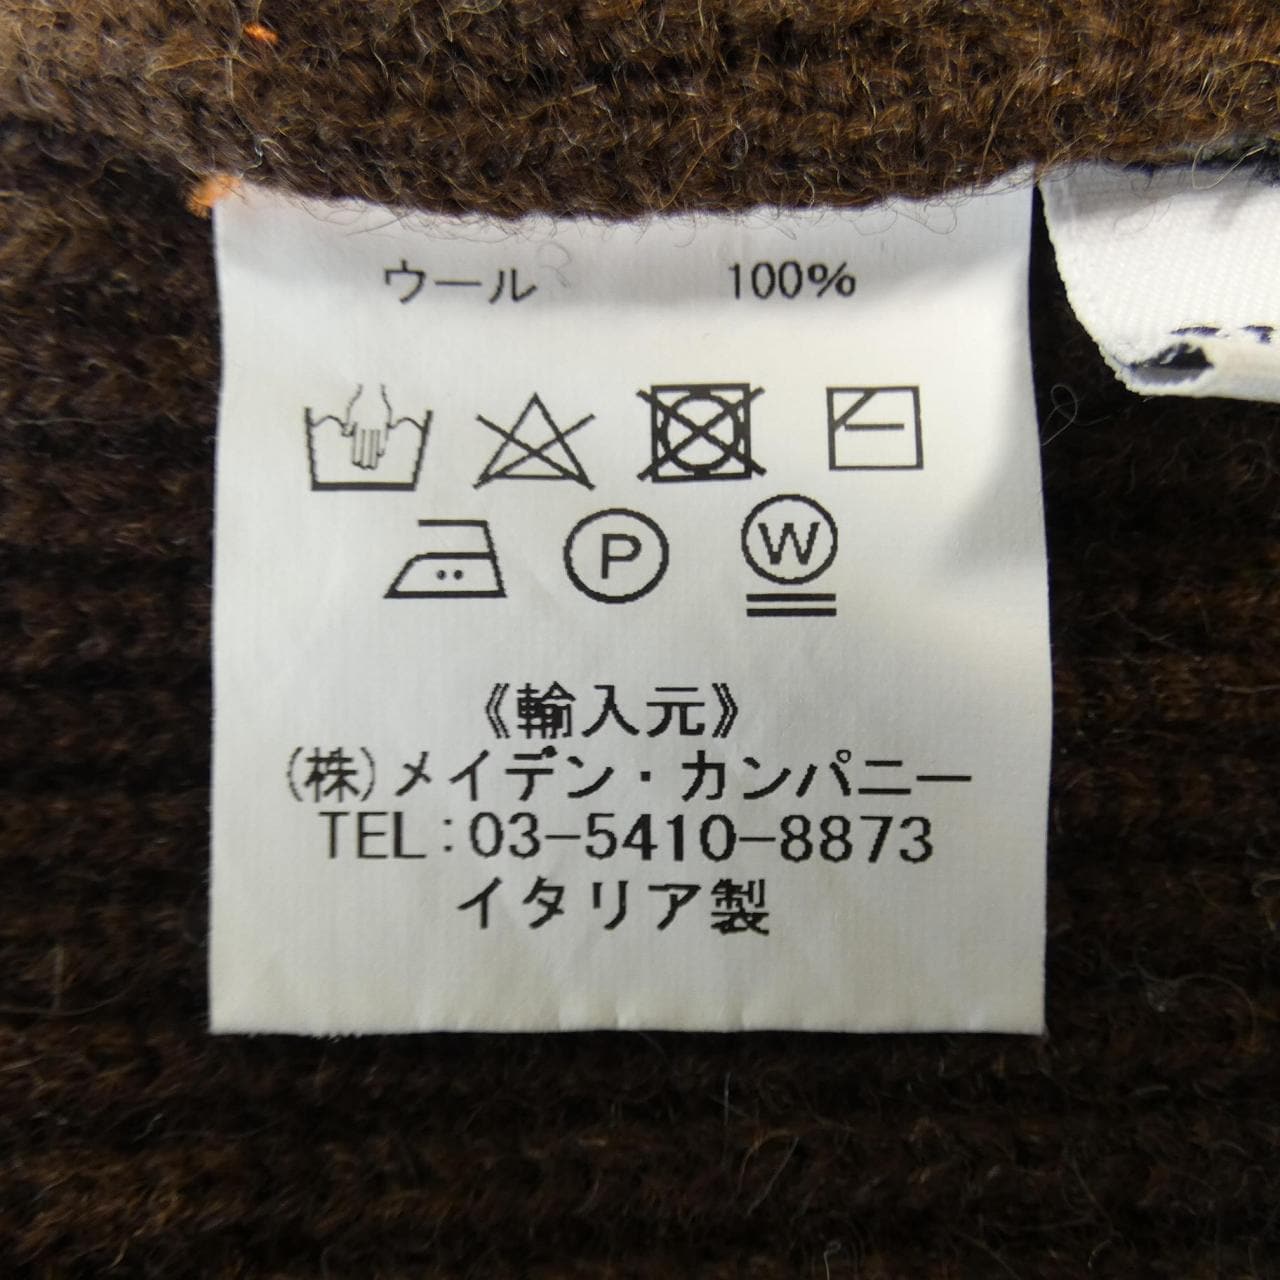 ウール 100%
P W
《輸入元》
(株)メイデン・カンパニー
TEL:03-5410-8873
イタリア製